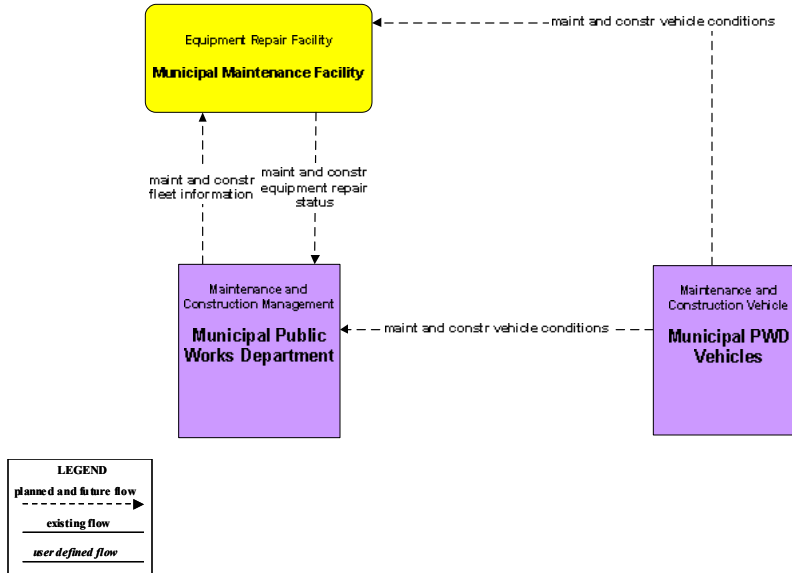 Equipment Repair Facility
Municipal Maintenance Facility
maint and constr vehicle conditions
maint and constr
fleet information
maint and constr
equipment repair
status
Maintenance and
Construction Management
Municipal Public
Works Department
maint and constr vehicle conditions
Maintenance and
Construction Vehicle
Municipal PWD
Vehicles
LEGEND
planned and future flow
existing flow
user defined flow